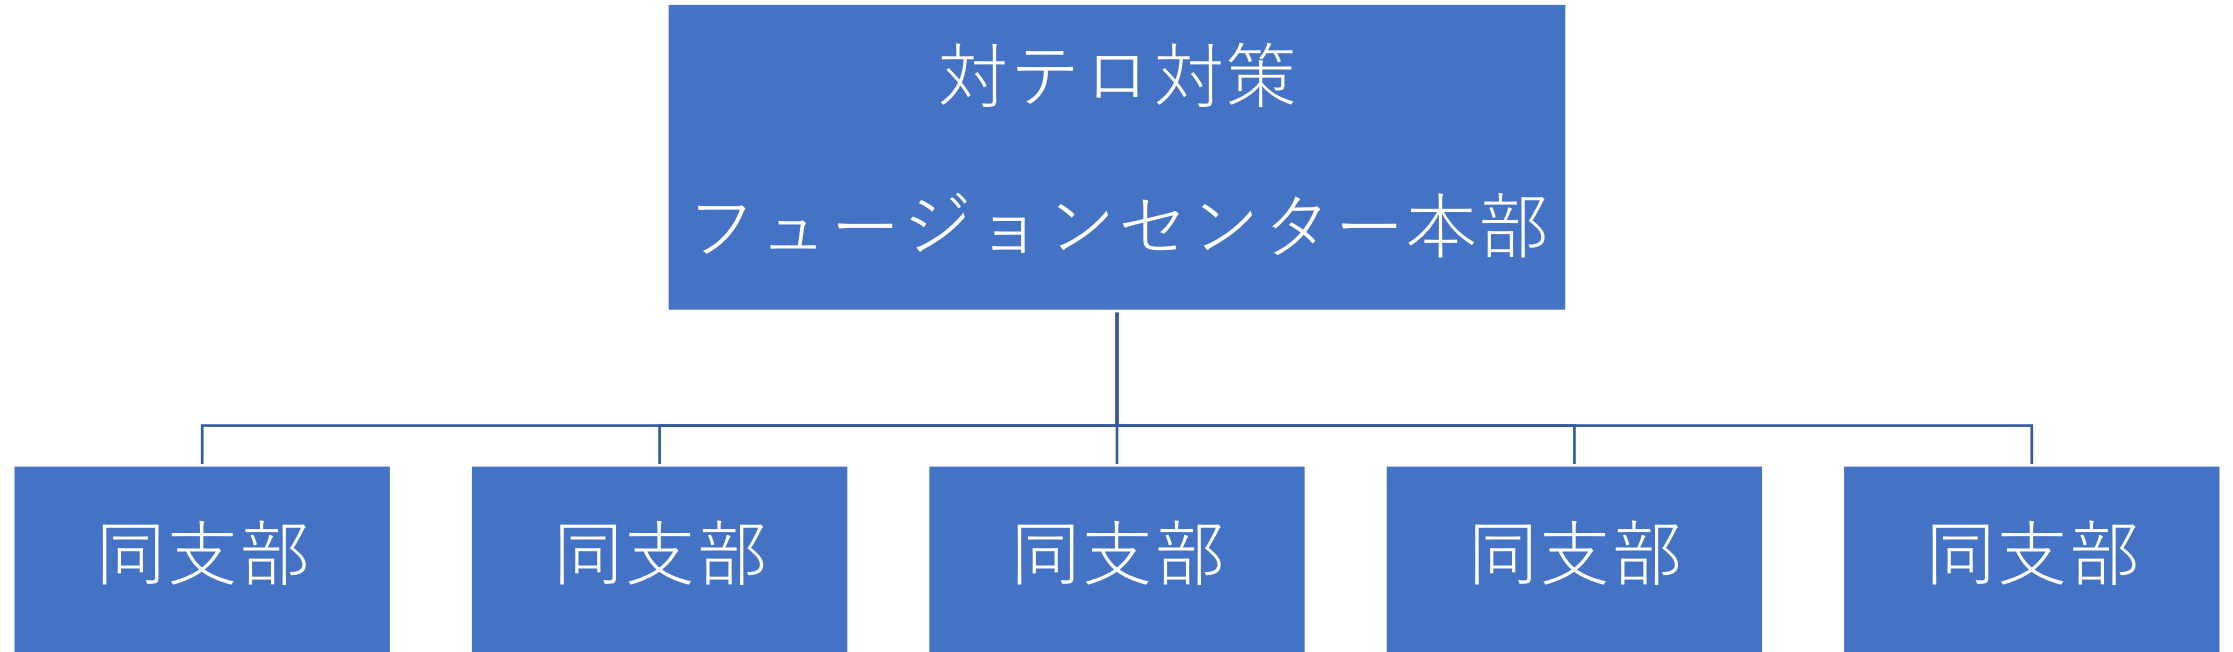 対テロ対策
フュージョンセンター本部
同支部
同支部
同支部
同支部
同支部